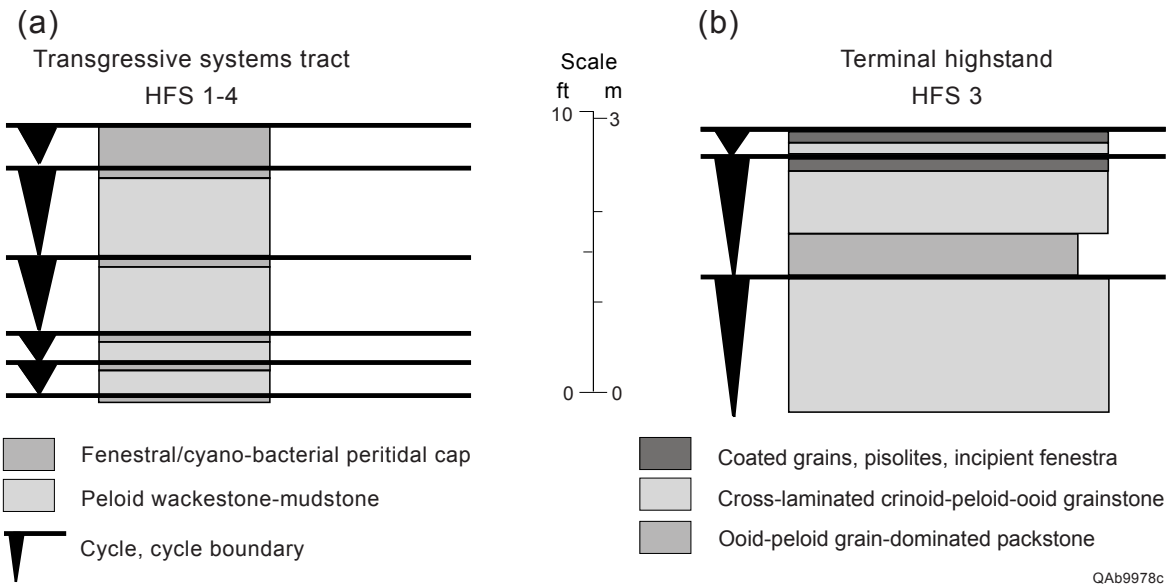 (a)
Transgressive systems tract
HFS 1-4
Scale
ft m
10 3
0 0
(b)
Terminal highstand
HFS 3
Fenestral/cyano-bacterial peritidal cap
Peloid wackestone-mudstone
Cycle, cycle boundary
Coated grains, pisolites, incipient fenestra
Cross-laminated crinoid-peloid-ooid grainstone
Ooid-peloid grain-dominated packstone
QAb9978c